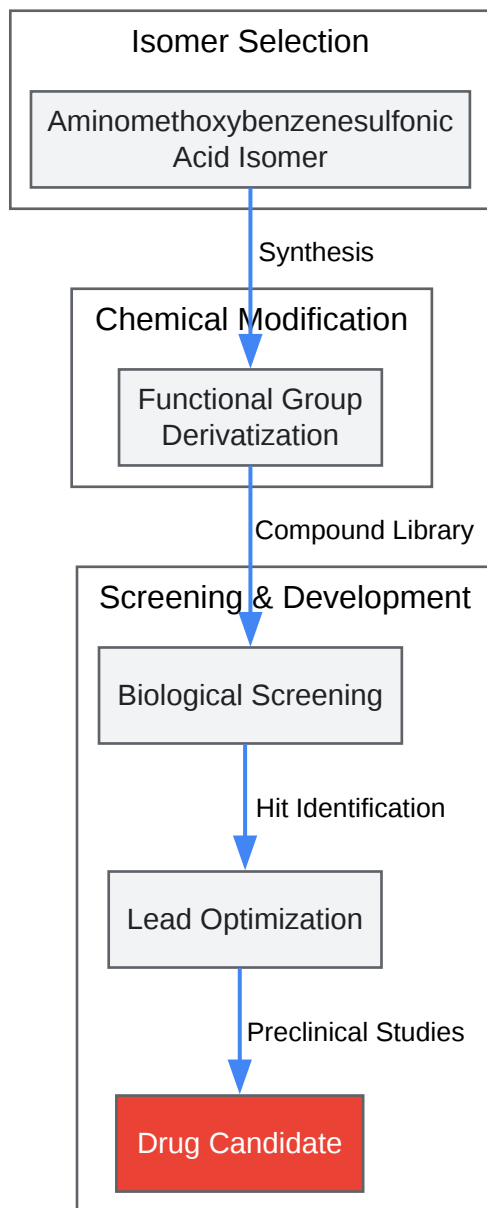 Isomer Selection
Aminomethoxybenzenesulfonic
Acid Isomer
Synthesis
Chemical Modification
Functional Group
Derivatization
Compound Library
Screening & Development
Biological Screening
Hit Identification
Lead Optimization
Preclinical Studies
Drug Candidate